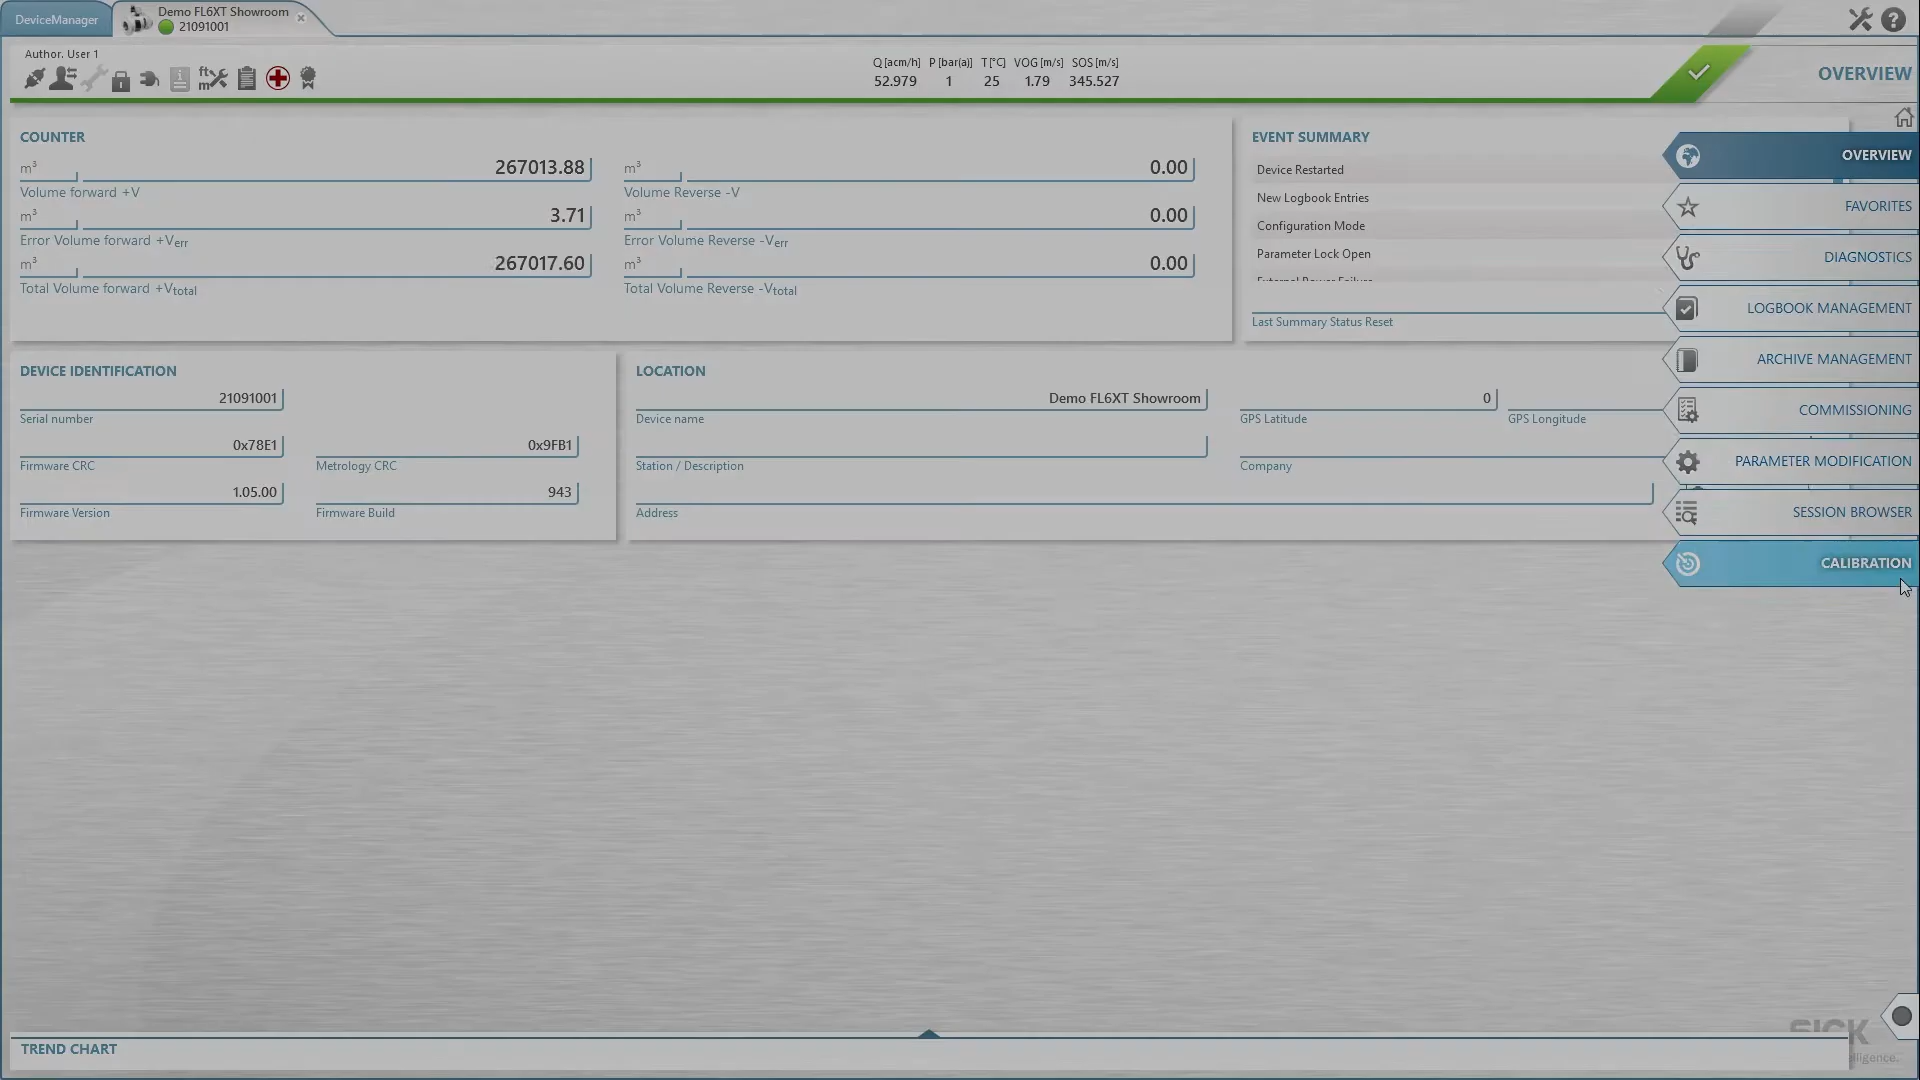 DeviceManager
Demo FL6XT Showroom
21091001
Author. User 1
Q [acm/h] P [bar(a)] T [°C] VOG [m/s] SOS [m/s]
52.979 1 25 1.79 345.527
OVERVIEW
COUNTER
m³ 267013.88
Volume forward +V
m³ 3.71
Error Volume forward +Verr
m³ 267017.60
Total Volume forward +Vtotal
m³ 0.00
Volume Reverse -V
m³ 0.00
Error Volume Reverse -Verr
m³ 0.00
Total Volume Reverse -Vtotal
EVENT SUMMARY
Device Restarted
New Logbook Entries
Configuration Mode
Parameter Lock Open
External Power Failure
Last Summary Status Reset
OVERVIEW
FAVORITES
DIAGNOSTICS
LOGBOOK MANAGEMENT
ARCHIVE MANAGEMENT
COMMISSIONING
PARAMETER MODIFICATION
SESSION BROWSER
CALIBRATION
DEVICE IDENTIFICATION
21091001
Serial number
0x78E1 0x9FB1
Firmware CRC Metrology CRC
1.05.00 943
Firmware Version Firmware Build
LOCATION
Demo FL6XT Showroom 0
Device name GPS Latitude GPS Longitude
Station / Description Company
Address
SICK
TREND CHART